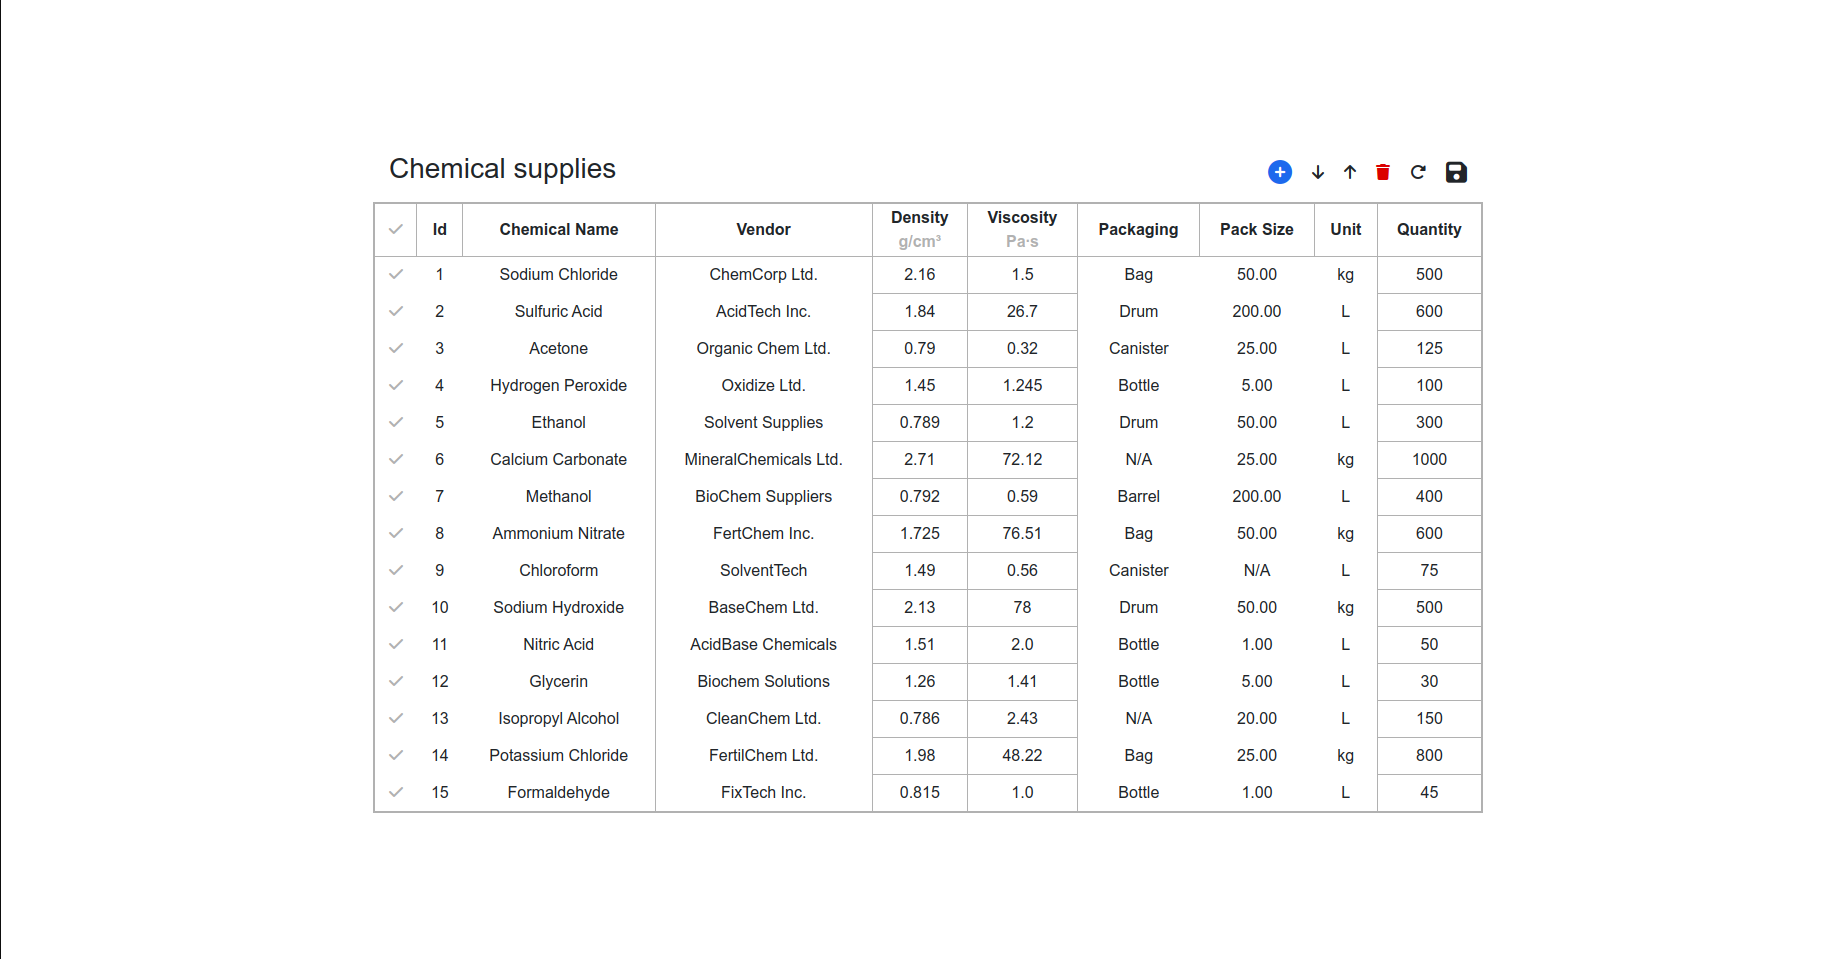 Chemical supplies
Id Chemical Name Vendor Density g/cm³ Viscosity Pa·s Packaging Pack Size Unit Quantity
1 Sodium Chloride ChemCorp Ltd. 2.16 1.5 Bag 50.00 kg 500
2 Sulfuric Acid AcidTech Inc. 1.84 26.7 Drum 200.00 L 600
3 Acetone Organic Chem Ltd. 0.79 0.32 Canister 25.00 L 125
4 Hydrogen Peroxide Oxidize Ltd. 1.45 1.245 Bottle 5.00 L 100
5 Ethanol Solvent Supplies 0.789 1.2 Drum 50.00 L 300
6 Calcium Carbonate MineralChemicals Ltd. 2.71 72.12 N/A 25.00 kg 1000
7 Methanol BioChem Suppliers 0.792 0.59 Barrel 200.00 L 400
8 Ammonium Nitrate FertChem Inc. 1.725 76.51 Bag 50.00 kg 600
9 Chloroform SolventTech 1.49 0.56 Canister N/A L 75
10 Sodium Hydroxide BaseChem Ltd. 2.13 78 Drum 50.00 kg 500
11 Nitric Acid AcidBase Chemicals 1.51 2.0 Bottle 1.00 L 50
12 Glycerin Biochem Solutions 1.26 1.41 Bottle 5.00 L 30
13 Isopropyl Alcohol CleanChem Ltd. 0.786 2.43 N/A 20.00 L 150
14 Potassium Chloride FertilChem Ltd. 1.98 48.22 Bag 25.00 kg 800
15 Formaldehyde FixTech Inc. 0.815 1.0 Bottle 1.00 L 45